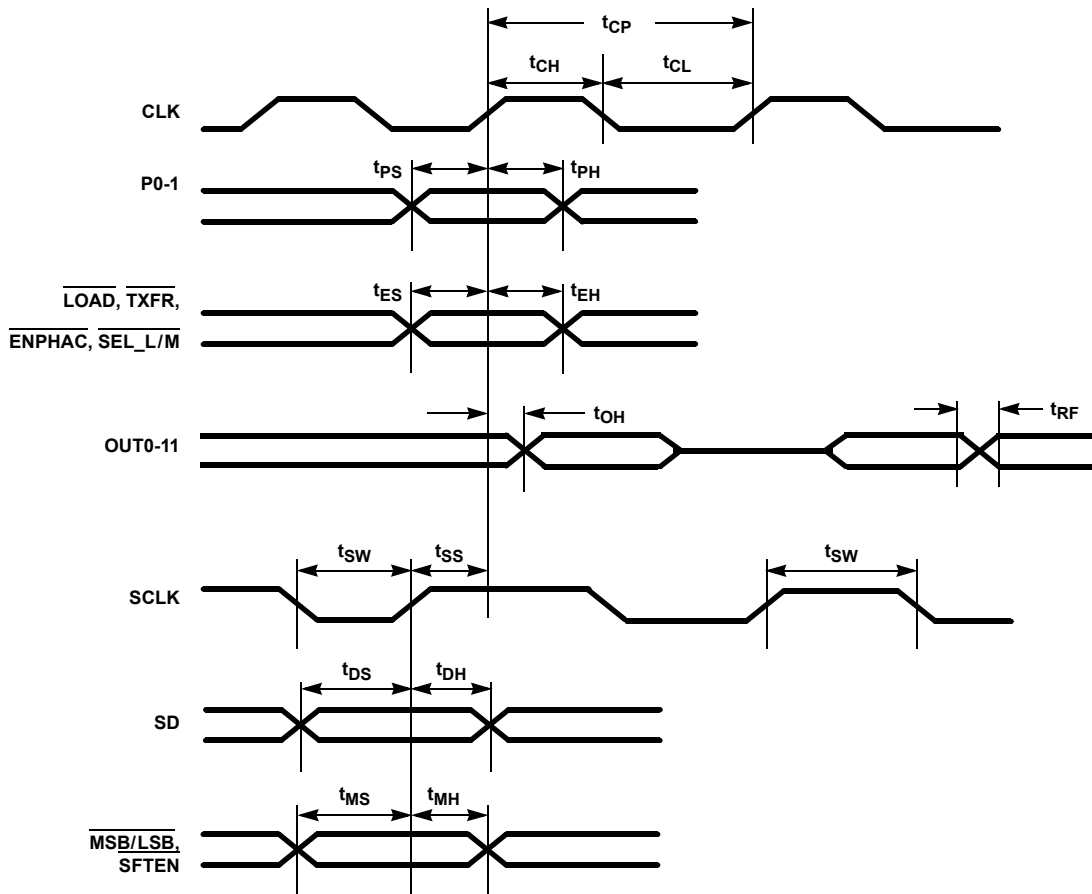 tCP
tCH tCL
CLK
tPS tPH
P0-1
tES tEH
LOAD, TXFR,
ENPHAC, SEL_L/M
tOH tRF
OUT0-11
tSW tSS tSW
SCLK
tDS tDH
SD
tMS tMH
MSB/LSB,
SFTEN